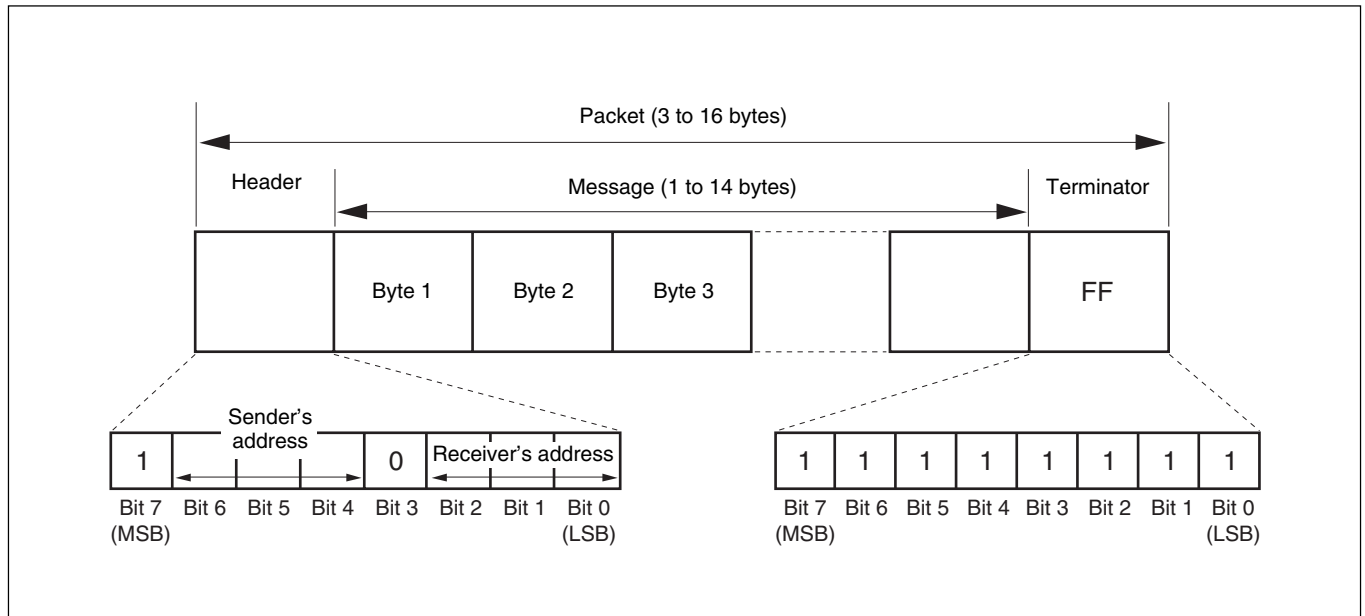 Packet (3 to 16 bytes)
Header
Message (1 to 14 bytes)
Terminator
Byte 1
Byte 2
Byte 3
FF
Sender's
address
1
0
Receiver's address
Bit 7
Bit 6
Bit 5
Bit 4
Bit 3
Bit 2
Bit 1
Bit 0
(MSB)
(LSB)
1 1 1 1 1 1 1 1
Bit 7
Bit 6
Bit 5
Bit 4
Bit 3
Bit 2
Bit 1
Bit 0
(MSB)
(LSB)